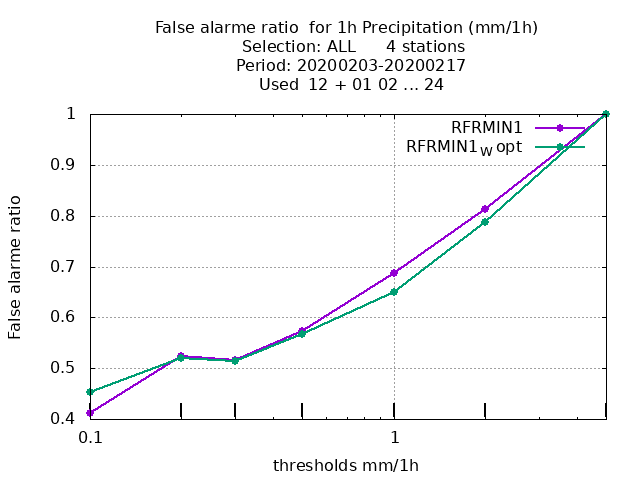 False alarme ratio  for 1h Precipitation (mm/1h)
Selection: ALL      4 stations
Period: 20200203-20200217
Used  12 + 01 02 ... 24
RFRMIN1
RFRMIN1W opt
1
0.9
0.8
0.7
0.6
0.5
0.4
False alarme ratio
0.1
1
thresholds mm/1h